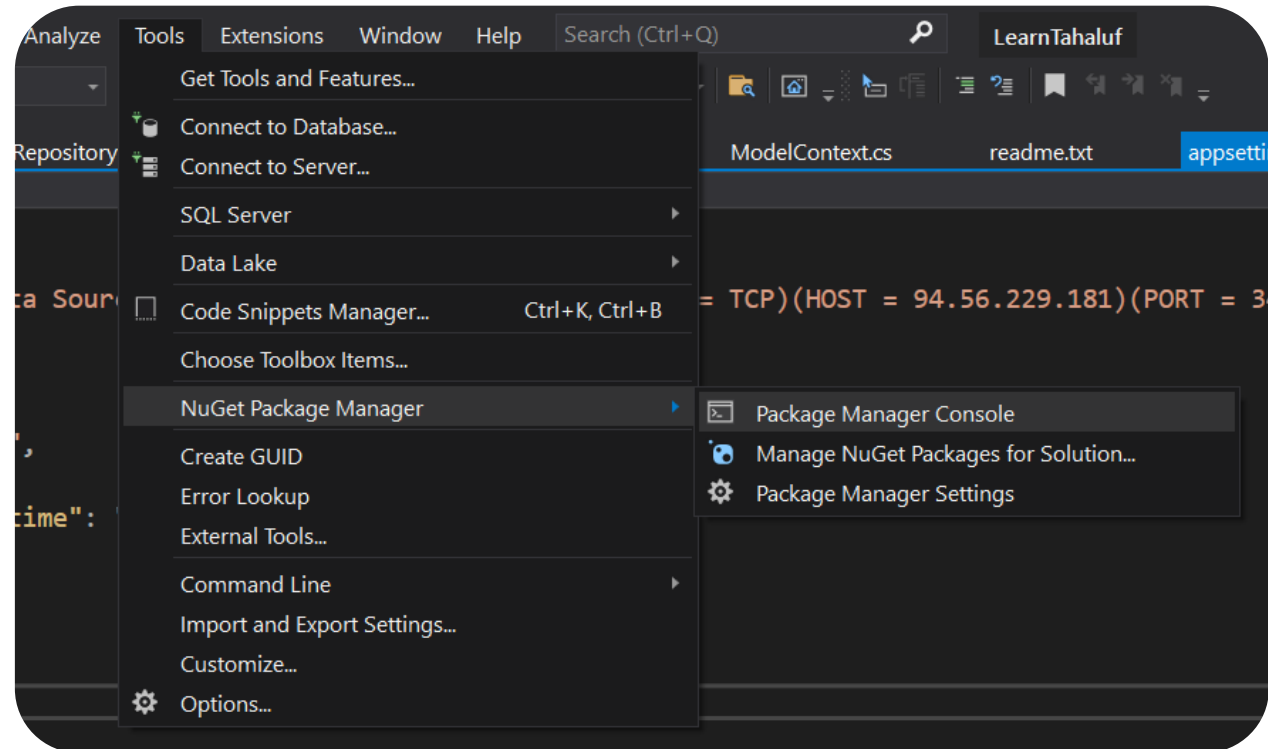 Analyze Tools Extensions Window Help Search (Ctrl+Q) LearnTahaluf
Get Tools and Features...
Connect to Database...
Repository ModelContext.cs readme.txt appsetti
Connect to Server...
SQL Server
Data Lake
ta Sour = TCP)(HOST = 94.56.229.181)(PORT = 34
Code Snippets Manager... Ctrl+K, Ctrl+B
Choose Toolbox Items...
NuGet Package Manager
Package Manager Console
",
Create GUID
Manage NuGet Packages for Solution...
Error Lookup
Package Manager Settings
time": "
External Tools...
Command Line
Import and Export Settings...
Customize...
Options...